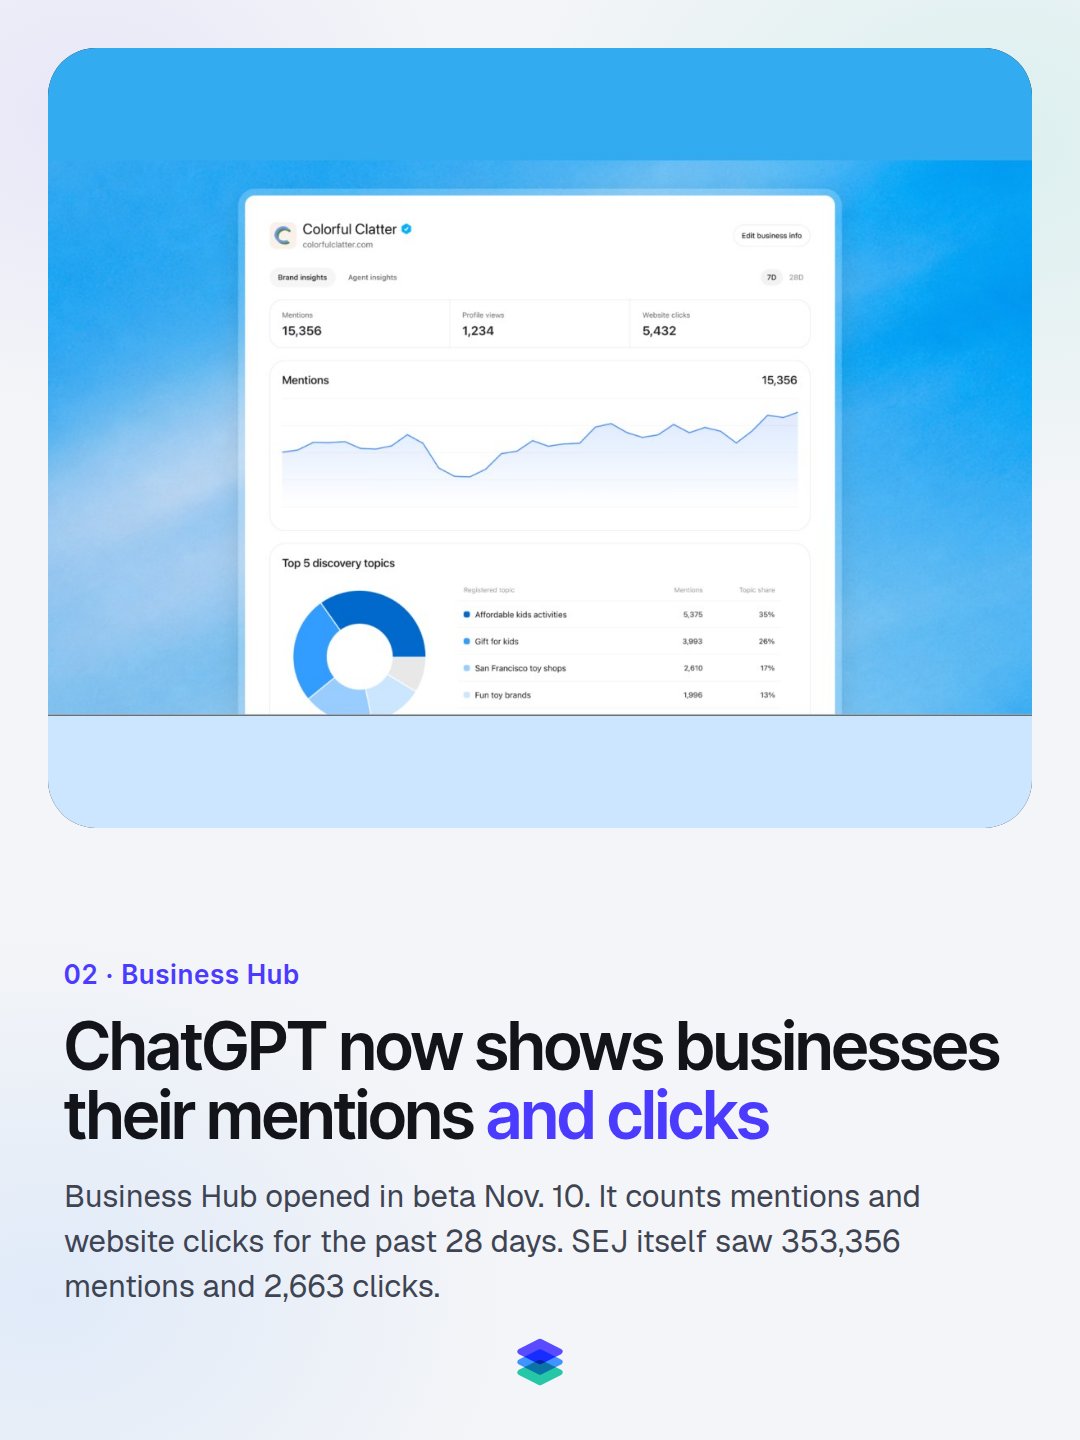 Colorful Clatter
colorfulclatter.com
Edit business info
Brand insights Agent insights 7D 28D
Mentions Profile views Website clicks
15,356 1,234 5,432
Mentions 15,356
Top 5 discovery topics
Registered topic Mentions Topic share
Affordable kids activities 5,375 35%
Gift for kids 3,993 26%
San Francisco toy shops 2,610 17%
Fun toy brands 1,996 13%
02 · Business Hub
ChatGPT now shows businesses
their mentions and clicks
Business Hub opened in beta Nov. 10. It counts mentions and
website clicks for the past 28 days. SEJ itself saw 353,356
mentions and 2,663 clicks.